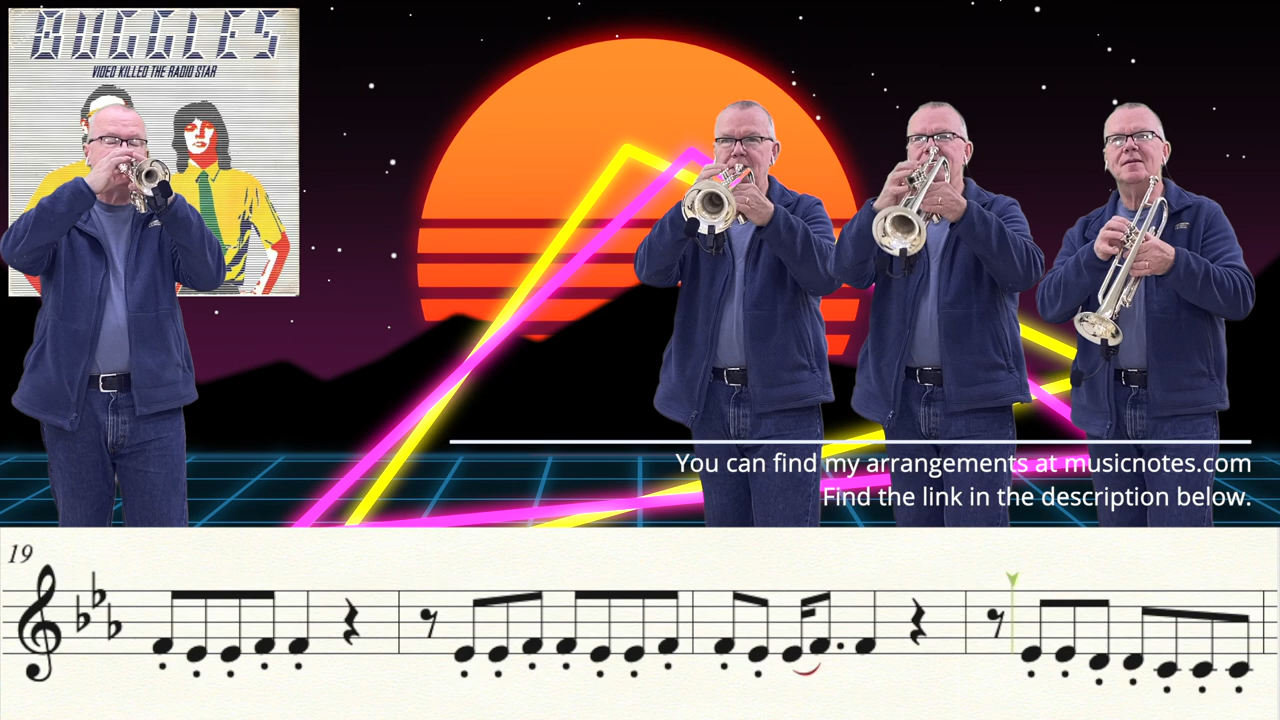 BUGGLES
VIDEO KILLED THE RADIO STAR
You can find my arrangements at musicnotes.com
Find the link in the description below.
19